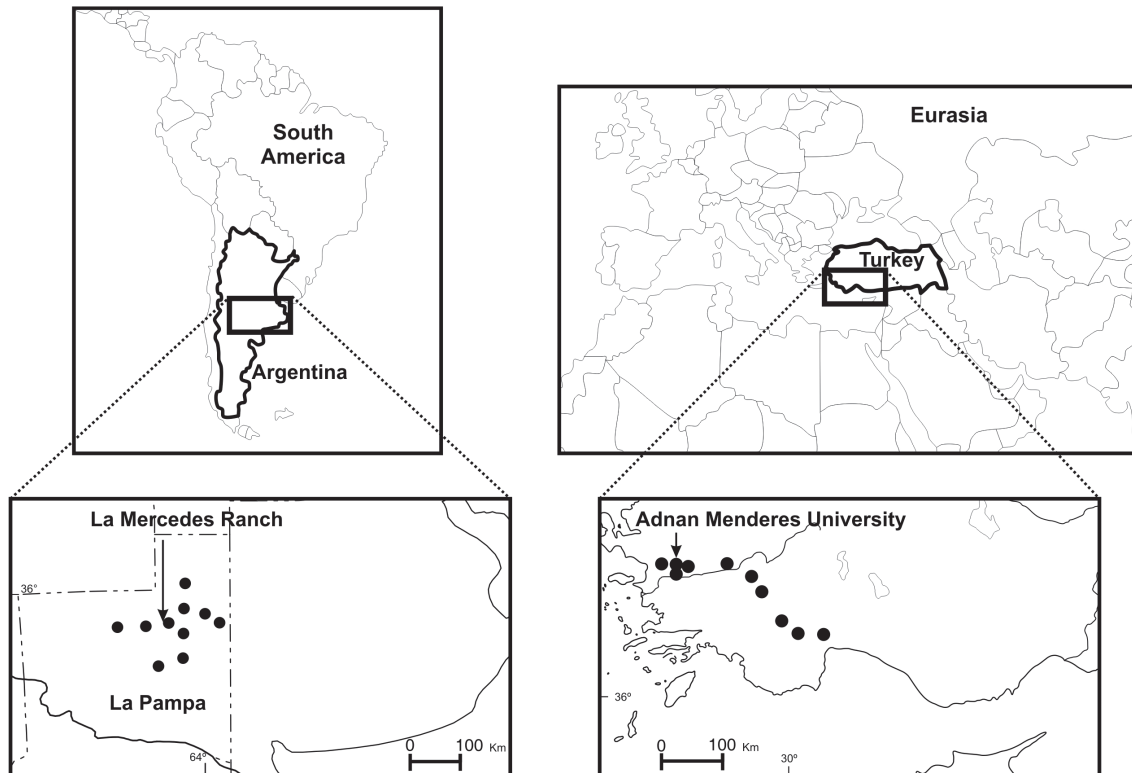 South
America
Argentina
Eurasia
Turkey
La Mercedes Ranch
36°
La Pampa
64°
0 100 Km
Adnan Menderes University
36°
0 100 Km
30°